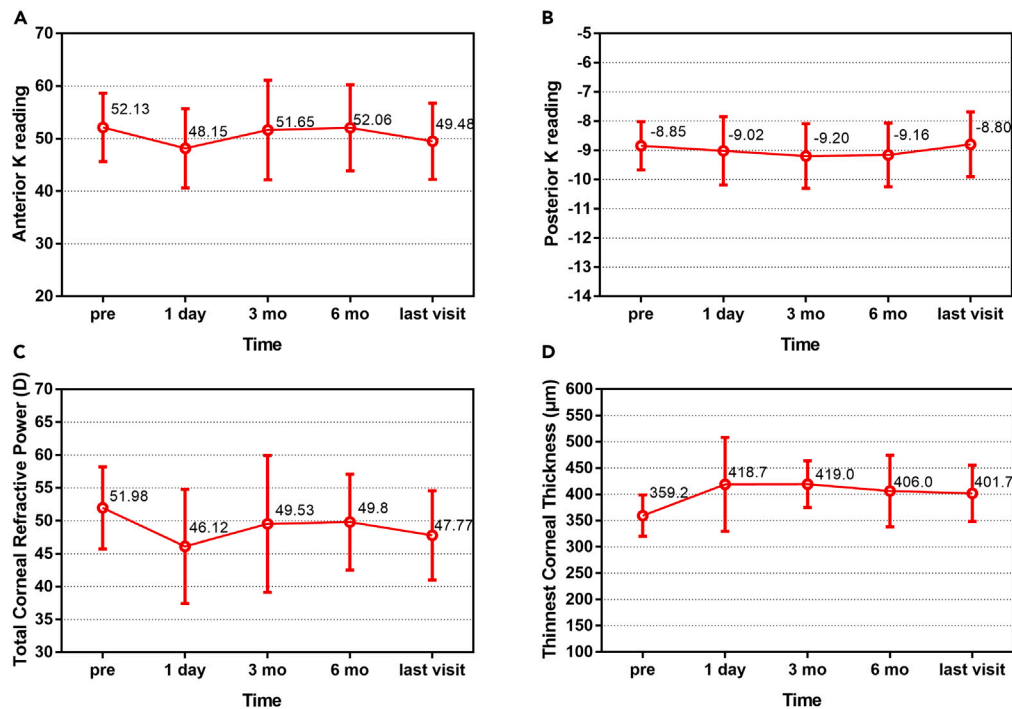 A
Anterior K reading
70
60
50
40
30
20
52.13
48.15
51.65
52.06
49.48
pre
1 day
3 mo
6 mo
last visit
Time
B
Posterior K reading
-5
-6
-7
-8
-9
-10
-11
-12
-13
-14
-8.85
-9.02
-9.20
-9.16
-8.80
pre
1 day
3 mo
6 mo
last visit
Time
C
Total Corneal Refractive Power (D)
70
65
60
55
50
45
40
35
30
51.98
46.12
49.53
49.8
47.77
pre
1 day
3 mo
6 mo
last visit
Time
D
Thinnest Corneal Thickness (μm)
600
550
500
450
400
350
300
250
200
150
100
359.2
418.7
419.0
406.0
401.7
pre
1 day
3 mo
6 mo
last visit
Time